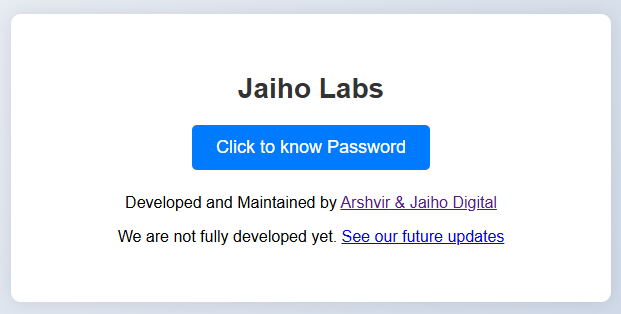 Jaiho Labs
Click to know Password
Developed and Maintained by Arshvir & Jaiho Digital
We are not fully developed yet. See our future updates